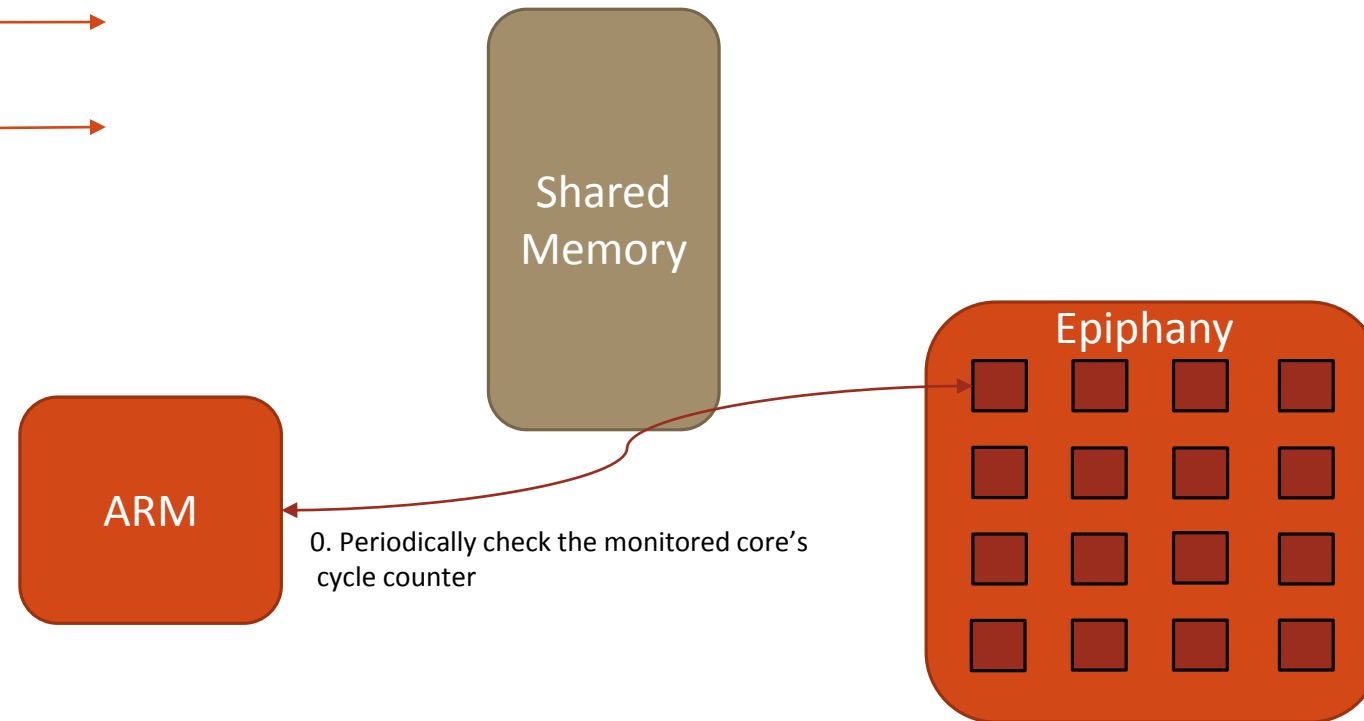 Shared
Memory
Epiphany
ARM
0. Periodically check the monitored core’s
cycle counter